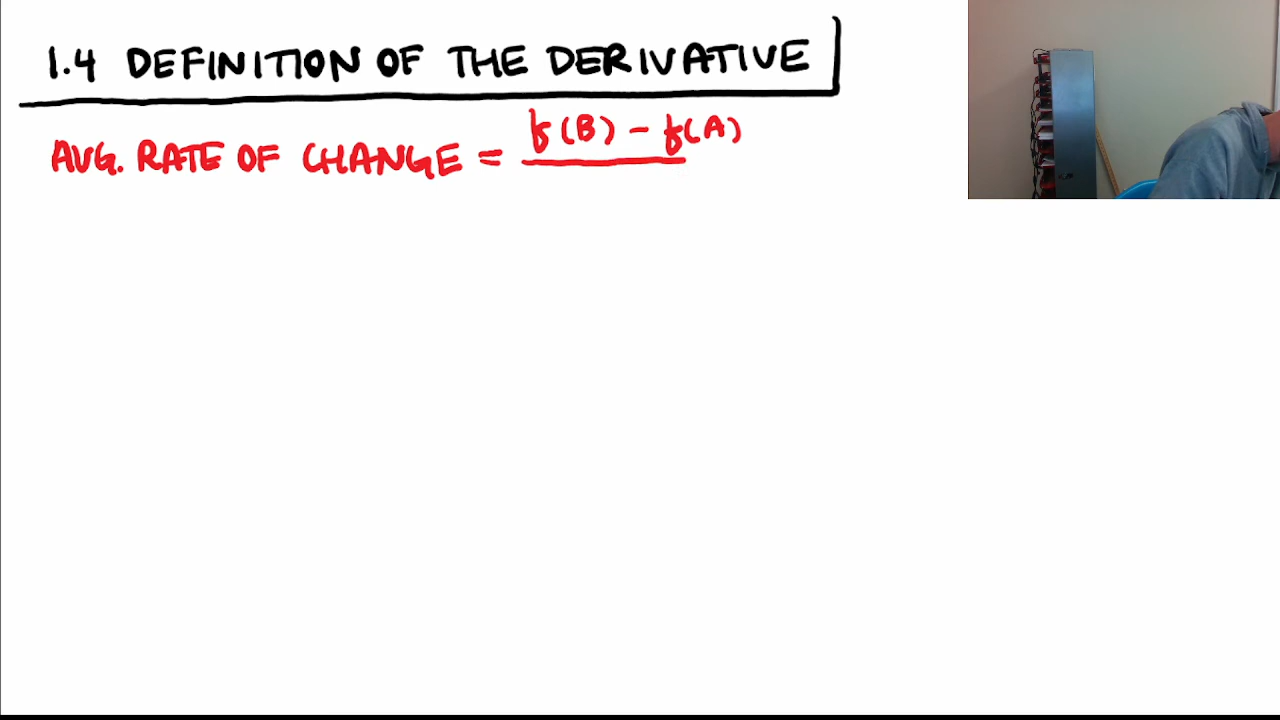 1.4 DEFINITION OF THE DERIVATIVE
AVG. RATE OF CHANGE = f(B) - f(A)